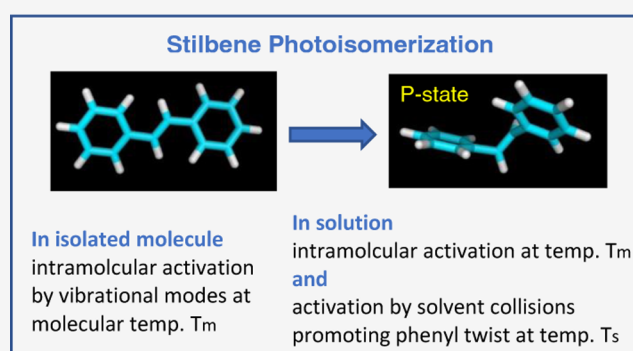 Stilbene Photoisomerization
P-state
In isolated molecule
intramolcular activation
by vibrational modes at
molecular temp. Tm
In solution
intramolcular activation at temp. Tm
and
activation by solvent collisions
promoting phenyl twist at temp. Ts